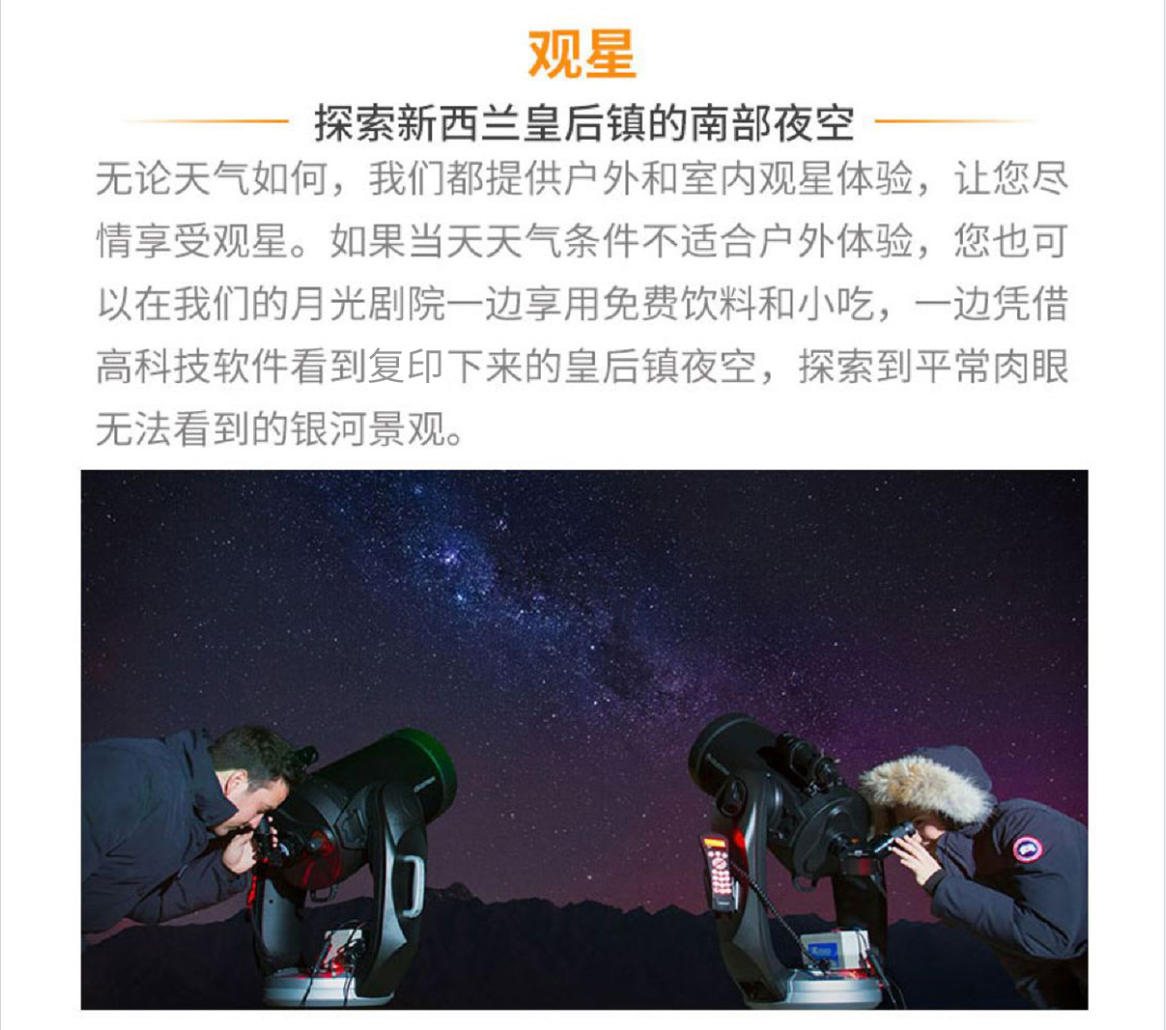 观星
探索新西兰皇后镇的南部夜空
无论天气如何，我们都提供户外和室内观星体验，让您尽
情享受观星。如果当天天气条件不适合户外体验，您也可
以在我们的月光剧院一边享用免费饮料和小吃，一边凭借
高科技软件看到复印下来的皇后镇夜空，探索到平常肉眼
无法看到的银河景观。